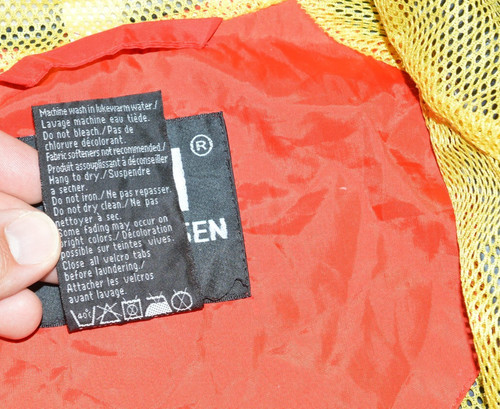 Machine wash in lukewarm water./
Lavage machine eau tiède.
Do not bleach./Pas de
chlorure décolorant.
Fabric softeners not recommended./
Produit assouplissant à déconseiller
Hang to dry./Suspendre
a secher.
Do not iron./Ne pas repasser.
Do not dry clean./Ne pas
nettoyer à sec.
Some fading may occur on
bright colors./Décoloration
possible sur teintes vives.
Close all velcro tabs
before laundering./
Attacher les velcros
avant lavage.
40°C
®
SEN